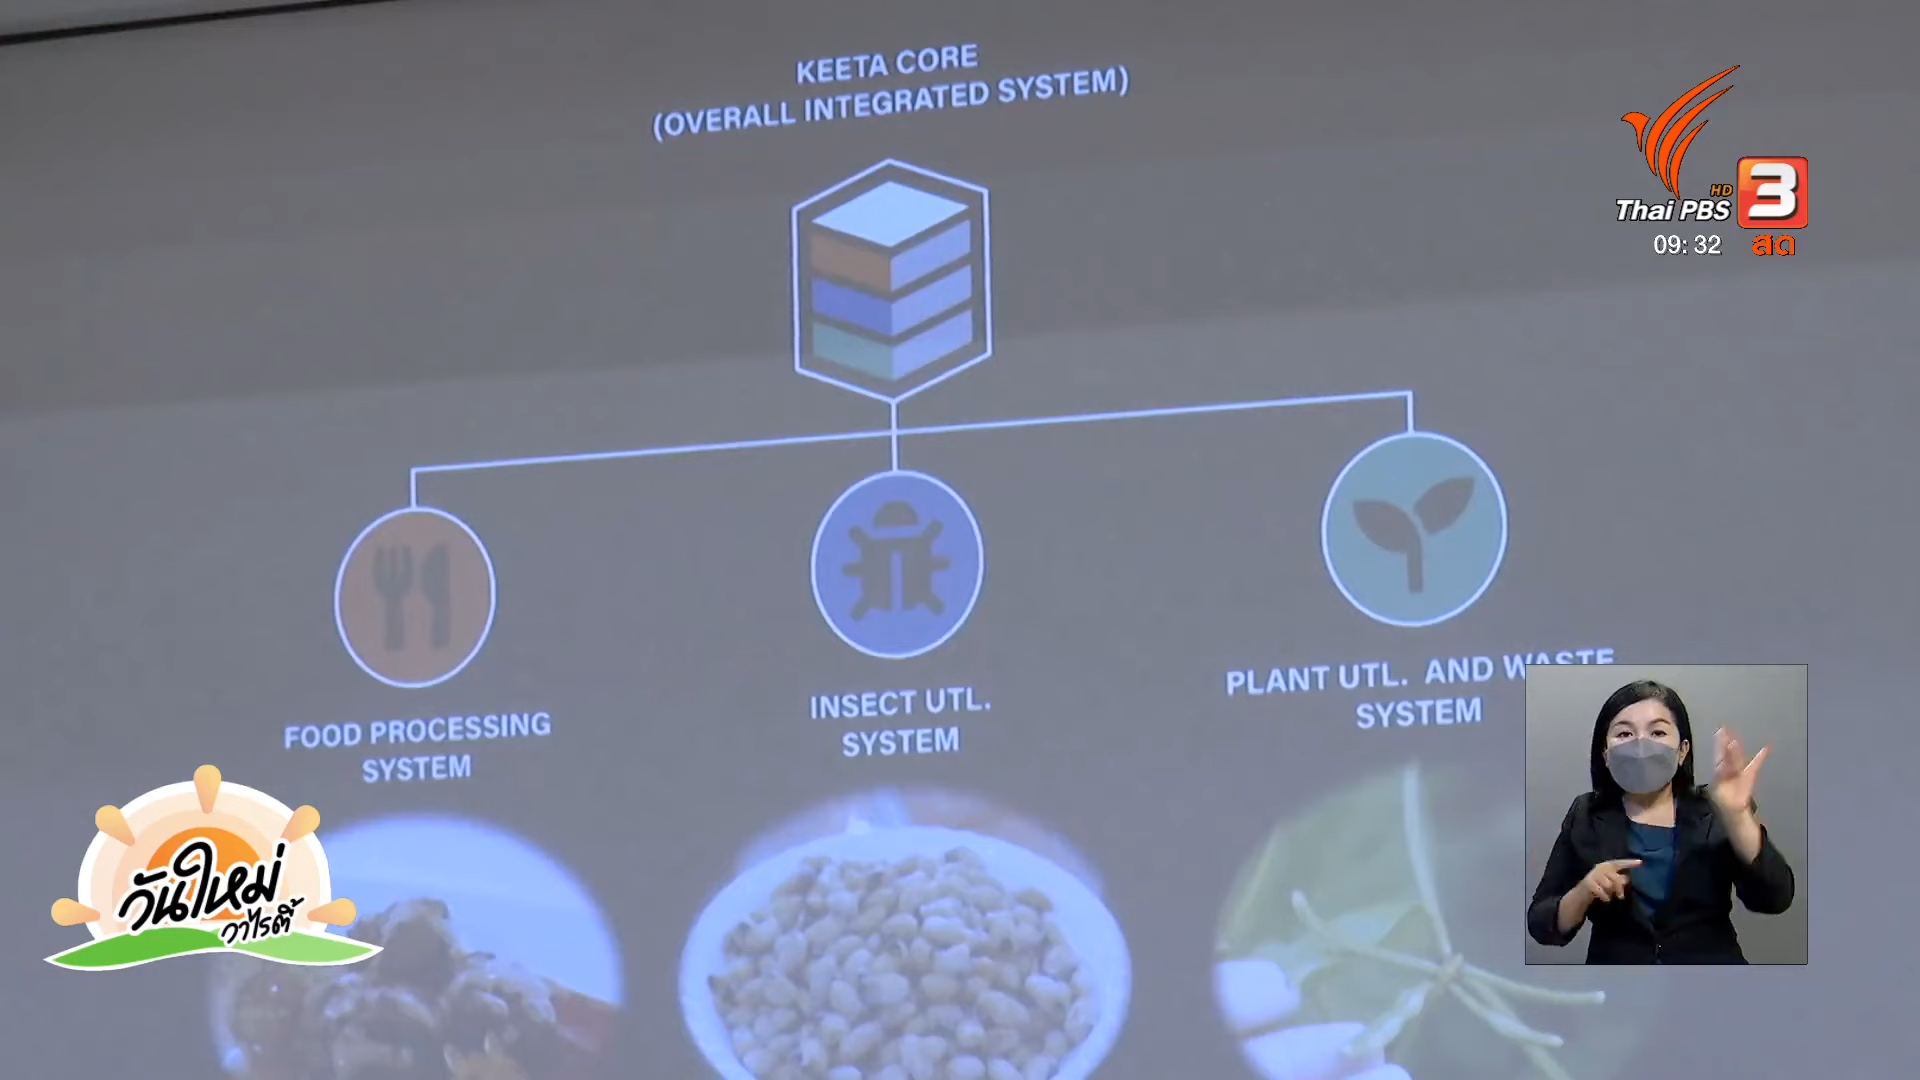 KEETA CORE
(OVERALL INTEGRATED SYSTEM)
HD
Thai PBS 3
09:32 สด
FOOD PROCESSING
SYSTEM
INSECT UTL.
SYSTEM
PLANT UTL. AND WASTE
SYSTEM
วันใหม่
วาไรตี้